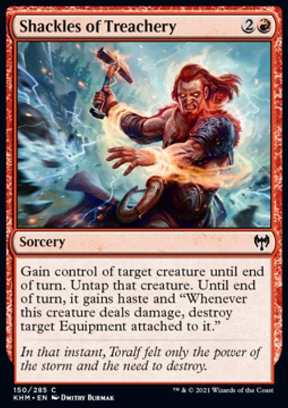 Shackles of Treachery 2
Sorcery
Gain control of target creature until end
of turn. Untap that creature. Until end
of turn, it gains haste and “Whenever
this creature deals damage, destroy
target Equipment attached to it.”
In that instant, Toralf felt only the power
of the storm and the need to destroy.
150/285 C
KHM • EN Dmitry Burmak
™ & © 2021 Wizards of the Coast